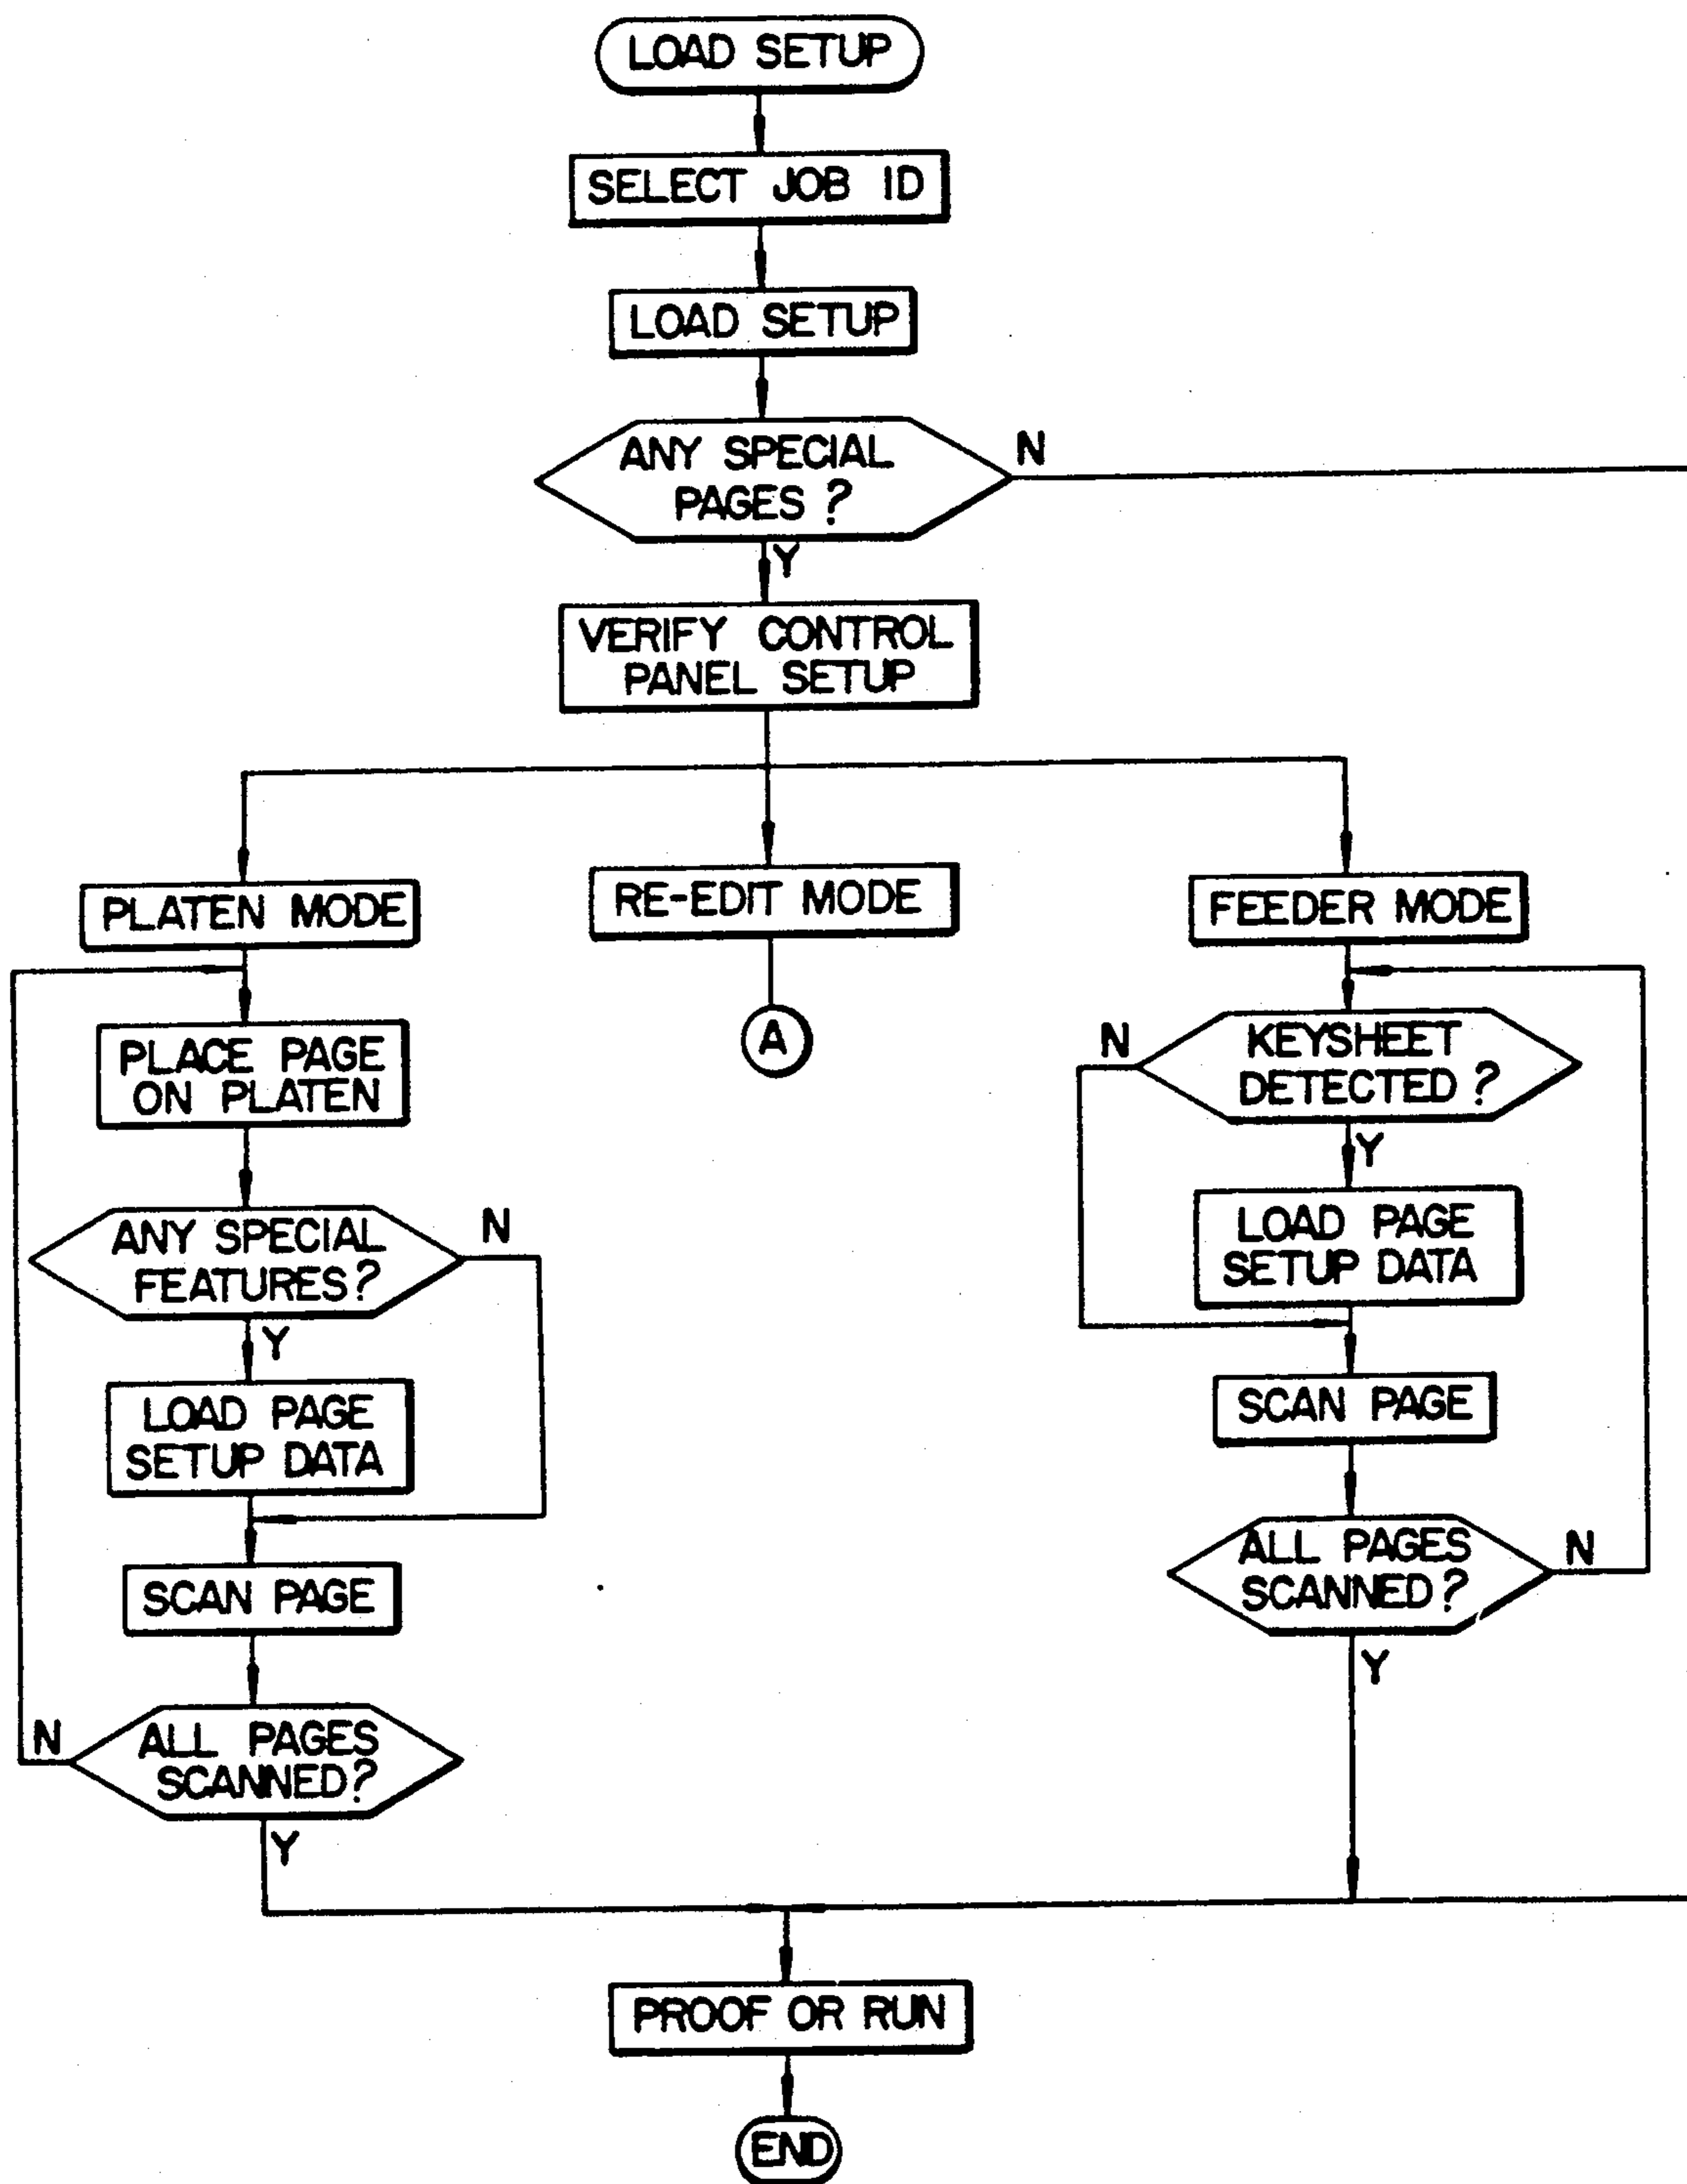 LOAD SETUP
SELECT JOB ID
LOAD SETUP
ANY SPECIAL
PAGES ?
N
Y
VERIFY CONTROL
PANEL SETUP
PLATEN MODE
PLACE PAGE
ON PLATEN
ANY SPECIAL
FEATURES?
N
Y
LOAD PAGE
SETUP DATA
SCAN PAGE
ALL PAGES
SCANNED?
N
Y
RE-EDIT MODE
A
FEEDER MODE
KEYSHEET
DETECTED ?
N
Y
LOAD PAGE
SETUP DATA
SCAN PAGE
ALL PAGES
SCANNED?
N
Y
PROOF OR RUN
END